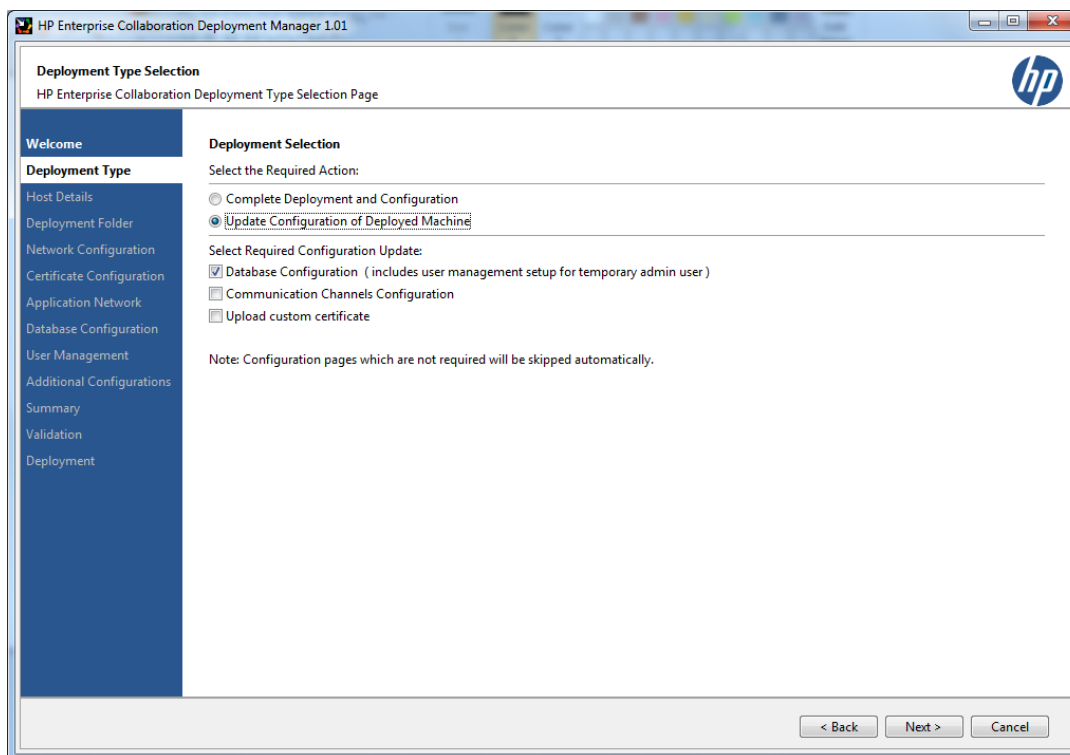 HP Enterprise Collaboration Deployment Manager 1.01
Deployment Type Selection
HP Enterprise Collaboration Deployment Type Selection Page
hp
Welcome
Deployment Type
Host Details
Deployment Folder
Network Configuration
Certificate Configuration
Application Network
Database Configuration
User Management
Additional Configurations
Summary
Validation
Deployment
Deployment Selection
Select the Required Action:
Complete Deployment and Configuration
Update Configuration of Deployed Machine
Select Required Configuration Update:
Database Configuration ( includes user management setup for temporary admin user )
Communication Channels Configuration
Upload custom certificate
Note: Configuration pages which are not required will be skipped automatically.
< Back
Next >
Cancel